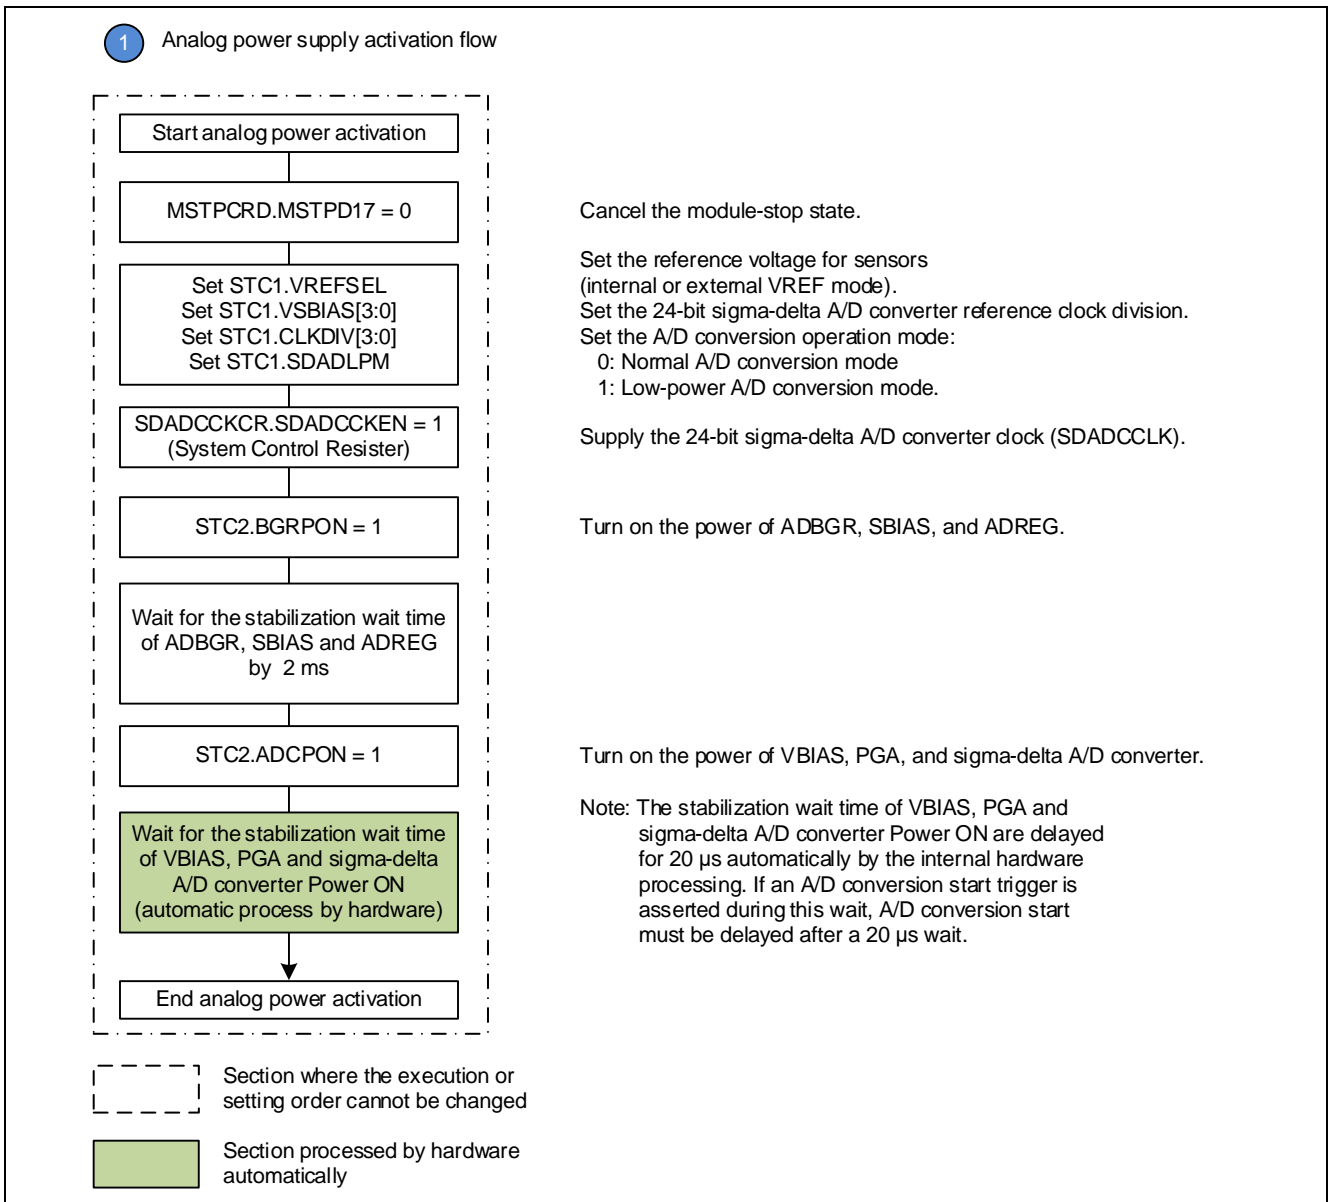 1 Analog power supply activation flow
Start analog power activation
MSTPCRD.MSTPD17 = 0
Cancel the module-stop state.
Set STC1.VREFSEL
Set STC1.VSBIAS[3:0]
Set STC1.CLKDIV[3:0]
Set STC1.SDADLPM
Set the reference voltage for sensors
(internal or external VREF mode).
Set the 24-bit sigma-delta A/D converter reference clock division.
Set the A/D conversion operation mode:
0: Normal A/D conversion mode
1: Low-power A/D conversion mode.
SDADCCKCR.SDADCCKEN = 1
(System Control Resister)
Supply the 24-bit sigma-delta A/D converter clock (SDADCCLK).
STC2.BGRPON = 1
Turn on the power of ADBGR, SBIAS, and ADREG.
Wait for the stabilization wait time
of ADBGR, SBIAS and ADREG
by 2 ms
STC2.ADCPON = 1
Turn on the power of VBIAS, PGA, and sigma-delta A/D converter.
Wait for the stabilization wait time
of VBIAS, PGA and sigma-delta
A/D converter Power ON
(automatic process by hardware)
Note: The stabilization wait time of VBIAS, PGA and
sigma-delta A/D converter Power ON are delayed
for 20 µs automatically by the internal hardware
processing. If an A/D conversion start trigger is
asserted during this wait, A/D conversion start
must be delayed after a 20 µs wait.
End analog power activation
Section where the execution or
setting order cannot be changed
Section processed by hardware
automatically